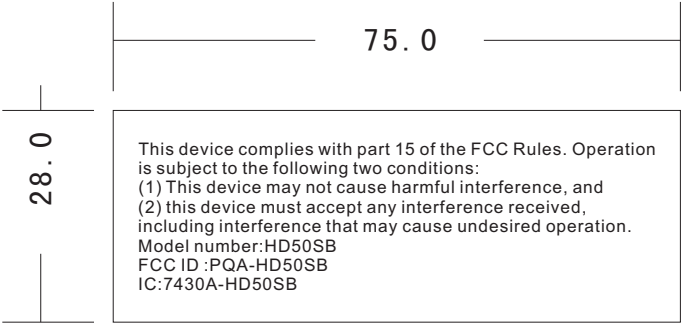 75.0
28.0
This device complies with part 15 of the FCC Rules. Operation
is subject to the following two conditions:
(1) This device may not cause harmful interference, and
(2) this device must accept any interference received,
including interference that may cause undesired operation.
Model number:HD50SB
FCC ID :PQA-HD50SB
IC:7430A-HD50SB